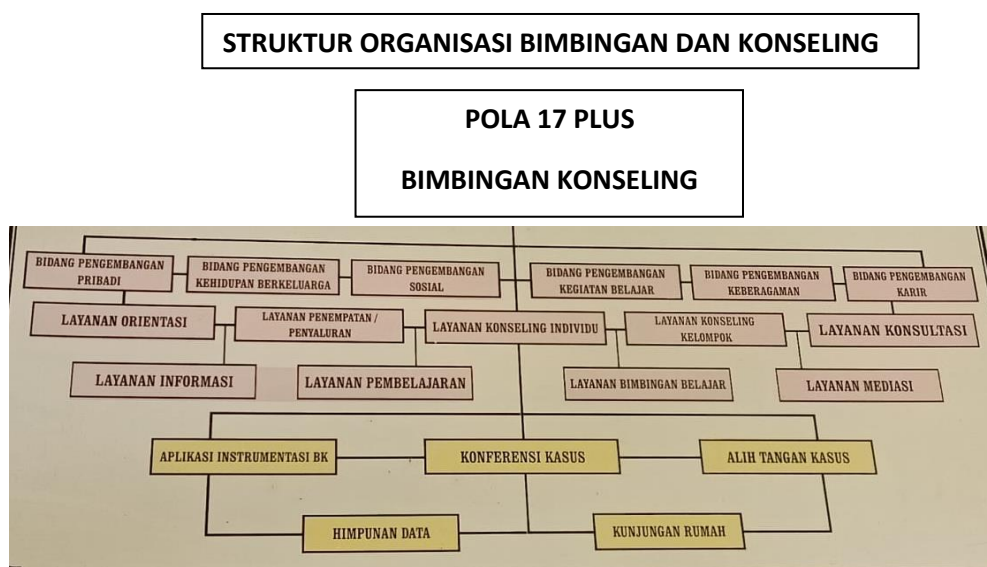 STRUKTUR ORGANISASI BIMBINGAN DAN KONSELING
POLA 17 PLUS
BIMBINGAN KONSELING
BIDANG PENGEMBANGAN
PRIBADI
BIDANG PENGEMBANGAN
KEHIDUPAN BERKELUARGA
BIDANG PENGEMBANGAN
SOSIAL
BIDANG PENGEMBANGAN
KEGIATAN BELAJAR
BIDANG PENGEMBANGAN
KEBERAGAMAN
BIDANG PENGEMBANGAN
KARIR
LAYANAN ORIENTASI
LAYANAN PENEMPATAN /
PENYALURAN
LAYANAN KONSELING INDIVIDU
LAYANAN KONSELING
KELOMPOK
LAYANAN KONSULTASI
LAYANAN INFORMASI
LAYANAN PEMBELAJARAN
LAYANAN BIMBINGAN BELAJAR
LAYANAN MEDIASI
APLIKASI INSTRUMENTASI BK
KONFERENSI KASUS
ALIH TANGAN KASUS
HIMPUNAN DATA
KUNJUNGAN RUMAH